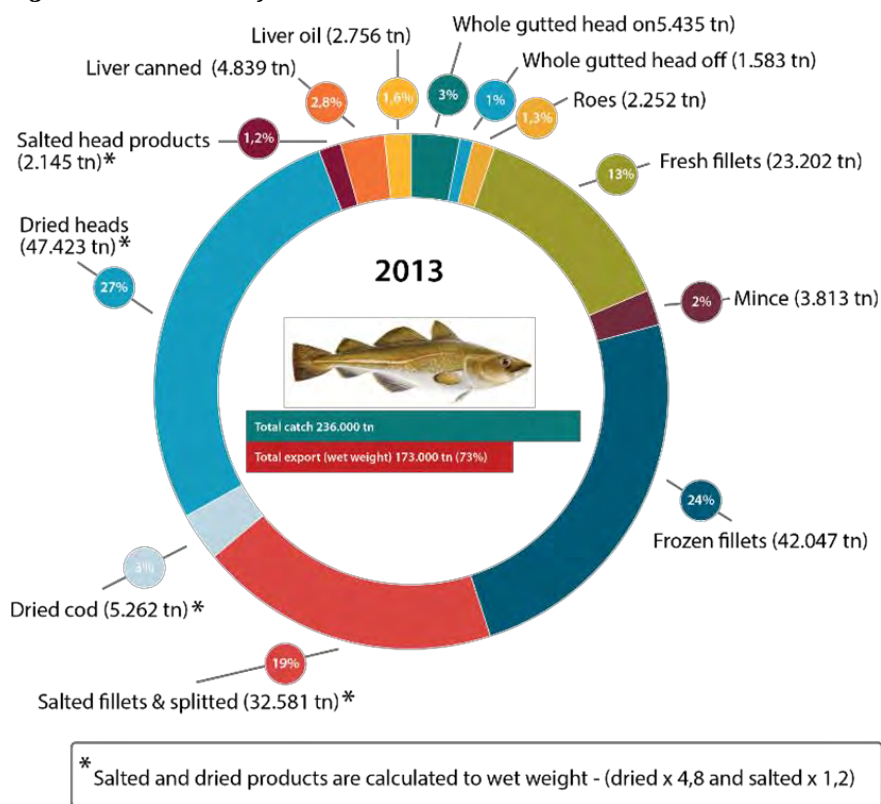 Liver oil (2.756 tn)
Whole gutted head on5.435 tn)
Liver canned (4.839 tn)
Whole gutted head off (1.583 tn)
Roes (2.252 tn)
2,8%
1,6%
3%
1%
1,3%
Salted head products
(2.145 tn)*
1,2%
Fresh fillets (23.202 tn)
13%
Dried heads
(47.423 tn)*
27%
2013
2%
Mince (3.813 tn)
Total catch 236.000 tn
Total export (wet weight) 173.000 tn (73%)
24%
Frozen fillets (42.047 tn)
3%
Dried cod (5.262 tn)*
19%
Salted fillets & splitted (32.581 tn)*
*Salted and dried products are calculated to wet weight - (dried x 4,8 and salted x 1,2)